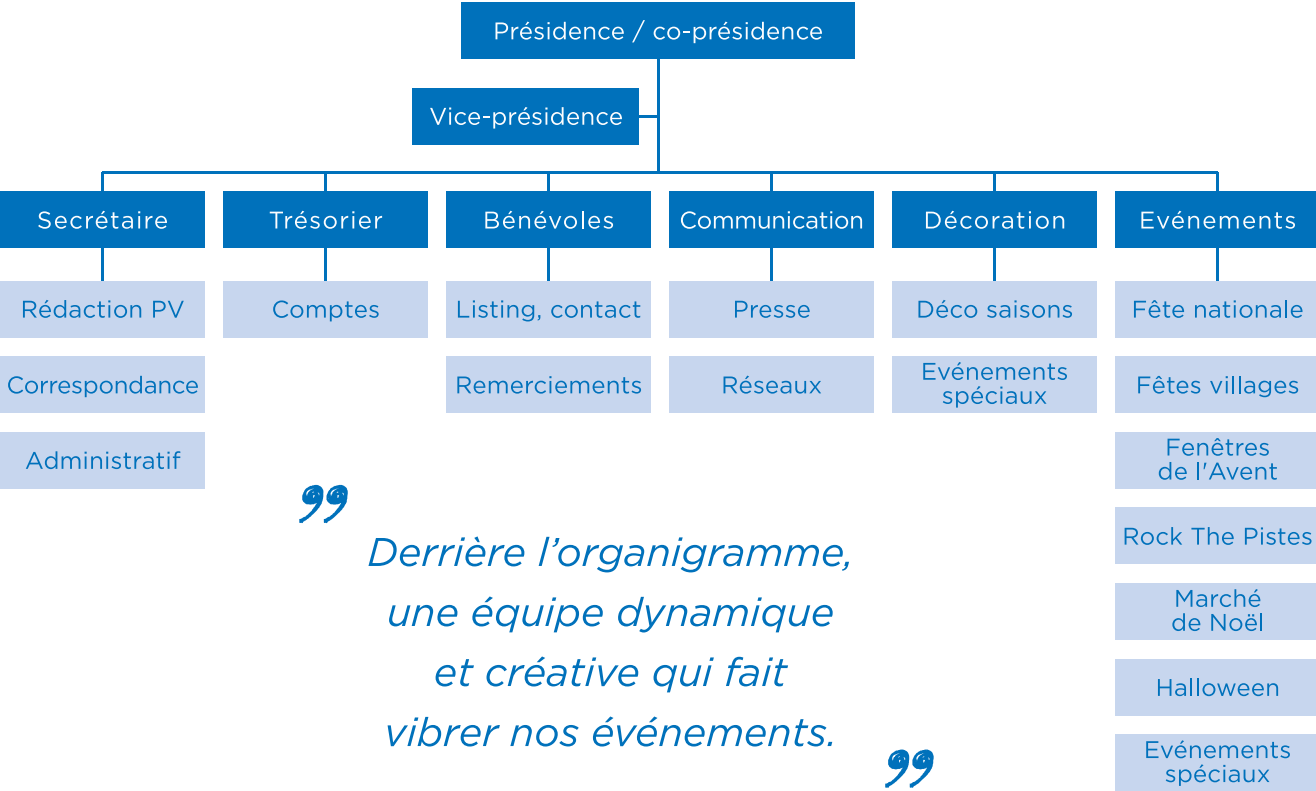 Présidence / co-présidence
Vice-présidence
Secrétaire
Trésorier
Bénévoles
Communication
Décoration
Evénements
Rédaction PV
Comptes
Listing, contact
Presse
Déco saisons
Fête nationale
Correspondance
Remerciements
Réseaux
Evénements
spéciaux
Fêtes villages
Administratif
Fenêtres
de l'Avent
Rock The Pistes
Marché
de Noël
Halloween
Evénements
spéciaux
”
Derrière l’organigramme,
une équipe dynamique
et créative qui fait
vibrer nos événements.
”